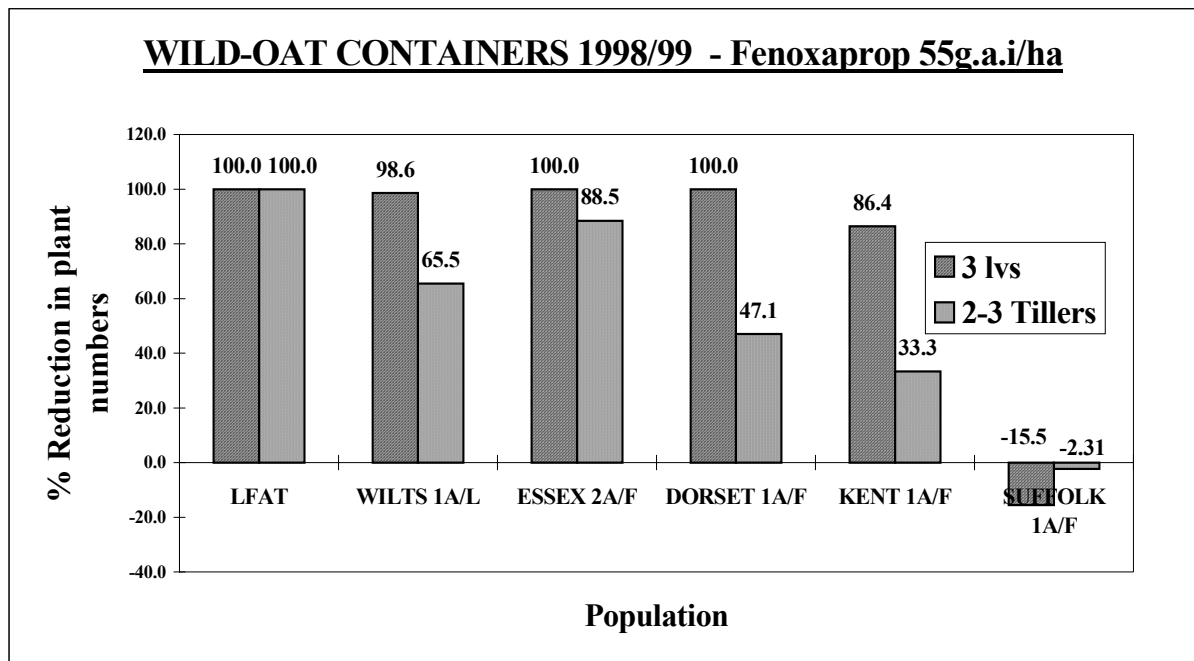 WILD-OAT CONTAINERS 1998/99 - Fenoxaprop 55g.a.i/ha
120.0
100.0
80.0
60.0
40.0
20.0
0.0
-20.0
-40.0
% Reduction in plant
numbers
100.0 100.0
98.6
65.5
100.0
88.5
100.0
47.1
86.4
33.3
-15.5
-2.31
3 lvs
2-3 Tillers
LFAT
WILTS 1A/L
ESSEX 2A/F
DORSET 1A/F
KENT 1A/F
SUFFOLK
1A/F
Population